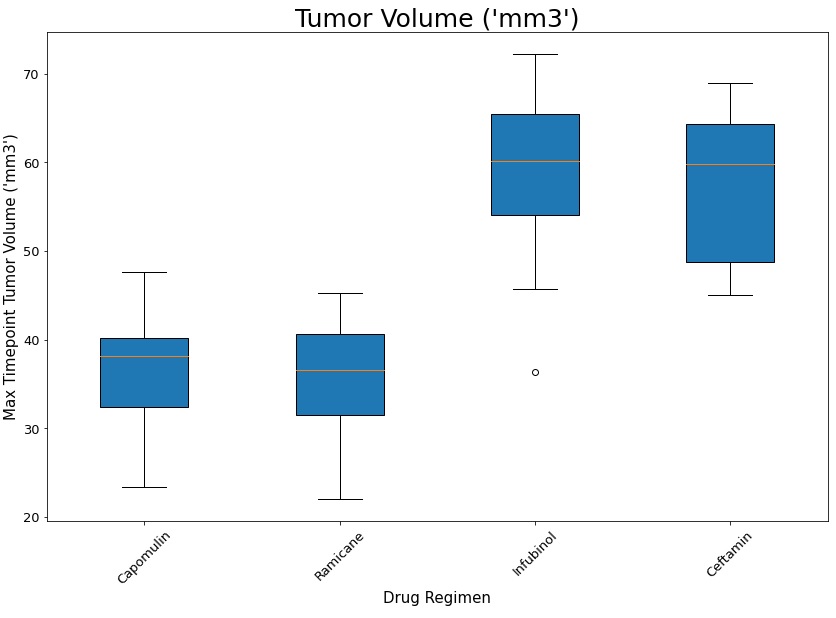 Tumor Volume ('mm3')
Max Timepoint Tumor Volume ('mm3')
70
60
50
40
30
20
Capomulin
Ramicane
Infubinol
Ceftamin
Drug Regimen